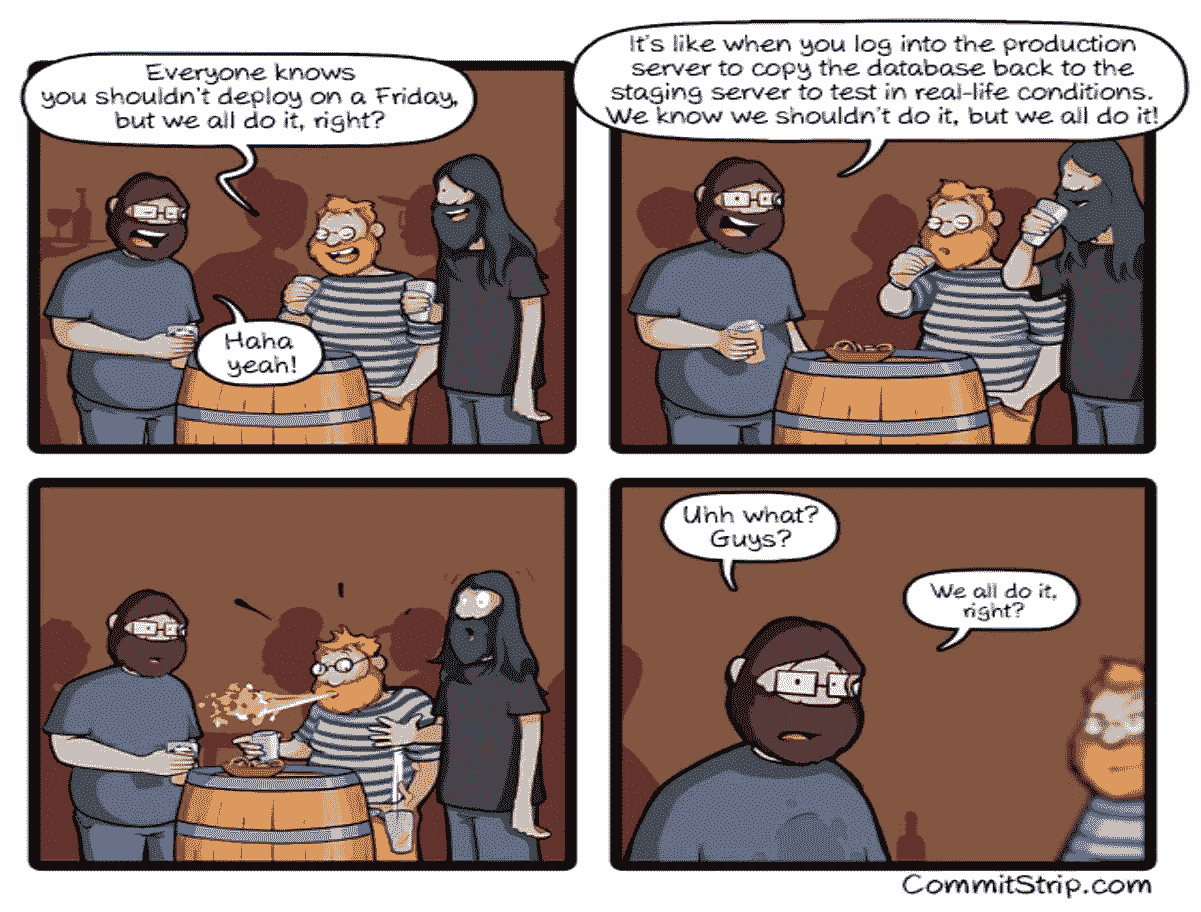 Everyone knows
you shouldn't deploy on a Friday,
but we all do it, right?
Haha
yeah!
It's like when you log into the production
server to copy the database back to the
staging server to test in real-life conditions.
We know we shouldn't do it, but we all do it!
Uhh what?
Guys?
We all do it,
right?
CommitStrip.com